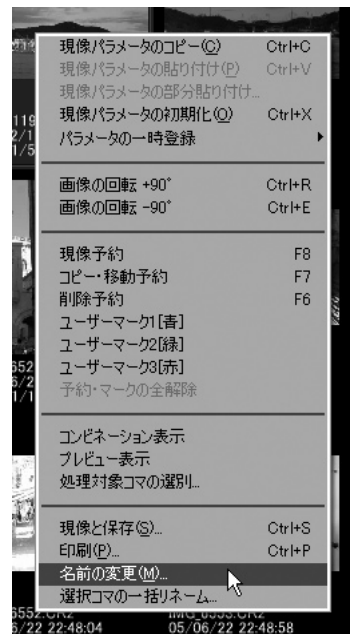 現像パラメータのコピー(C) Ctrl+C
現像パラメータの貼り付け(P) Ctrl+V
現像パラメータの部分貼り付け...
現像パラメータの初期化(O) Ctrl+X
パラメータの一時登録
画像の回転 +90° Ctrl+R
画像の回転 -90° Ctrl+E
現像予約 F8
コピー・移動予約 F7
削除予約 F6
ユーザーマーク1[青]
ユーザーマーク2[緑]
ユーザーマーク3[赤]
予約・マークの全解除
コンビネーション表示
プレビュー表示
処理対象コマの選別...
現像と保存(S)... Ctrl+S
印刷(P)... Ctrl+P
名前の変更(M)...
選択コマの一括リネーム...
6552.CR2 IMG_6553.CR2
6/22 22:48:04 05/06/22 22:48:58